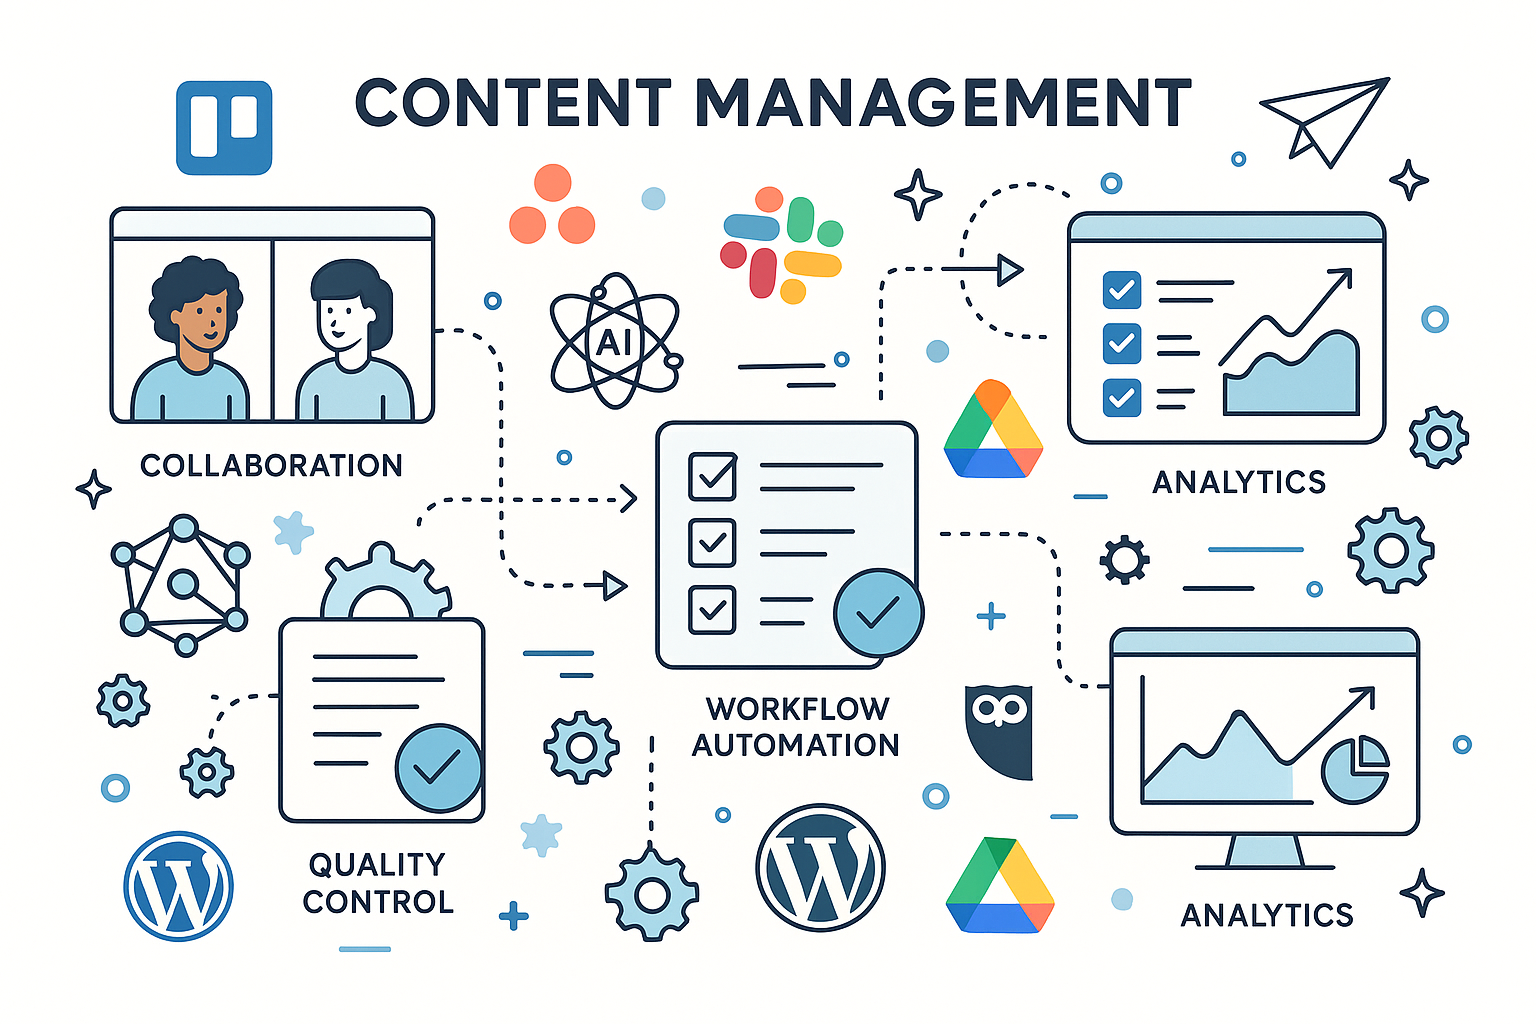 CONTENT MANAGEMENT
AI
COLLABORATION
ANALYTICS
WORKFLOW
AUTOMATION
QUALITY
CONTROL
ANALYTICS